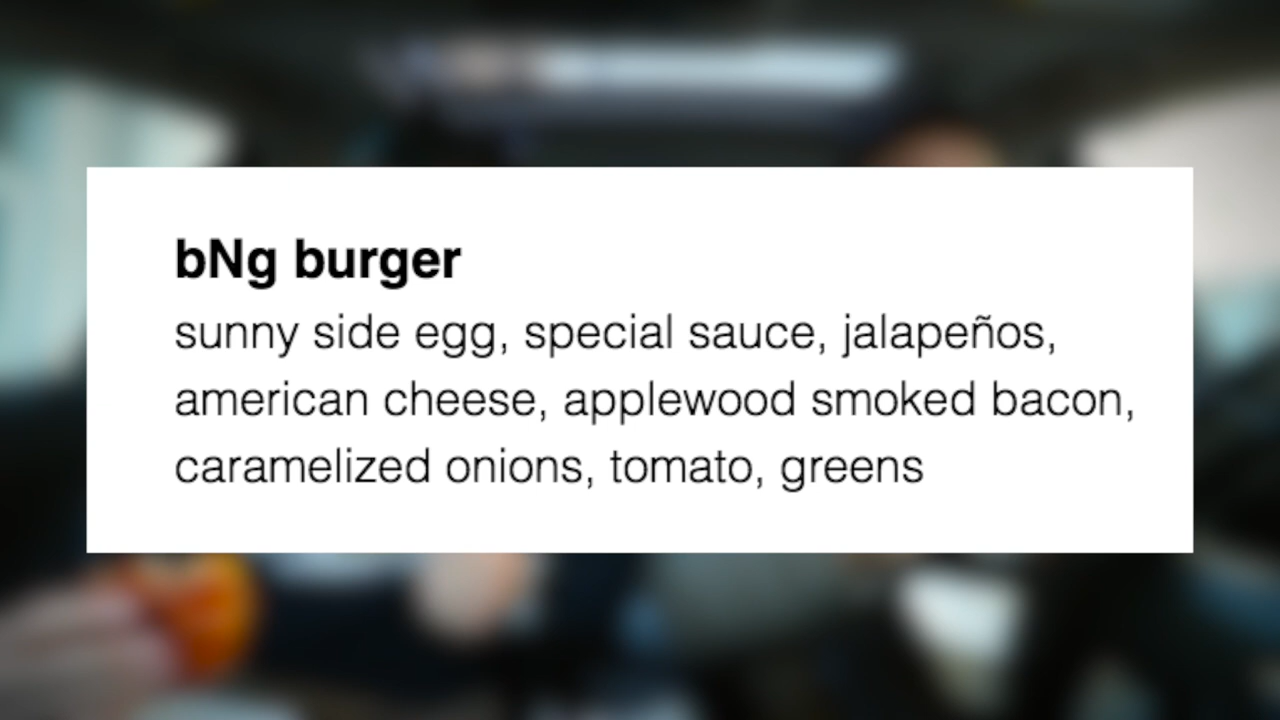 bNg burger
sunny side egg, special sauce, jalapeños,
american cheese, applewood smoked bacon,
caramelized onions, tomato, greens